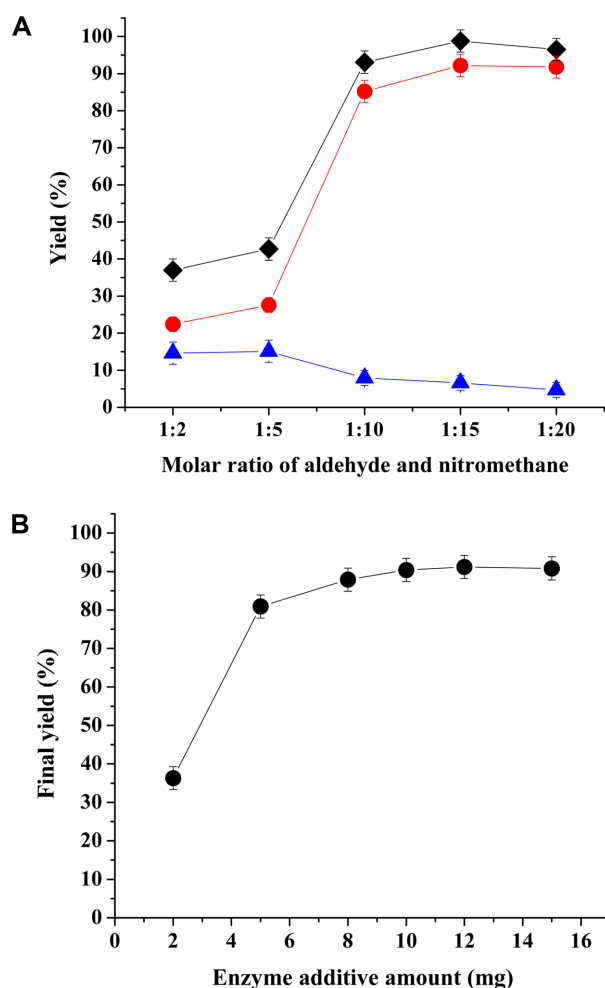 A
100
90
80
70
60
50
40
30
20
10
0
Yield (%)
1:2 1:5 1:10 1:15 1:20
Molar ratio of aldehyde and nitromethane
B
100
90
80
70
60
50
40
30
20
10
0
Final yield (%)
0 2 4 6 8 10 12 14 16
Enzyme additive amount (mg)